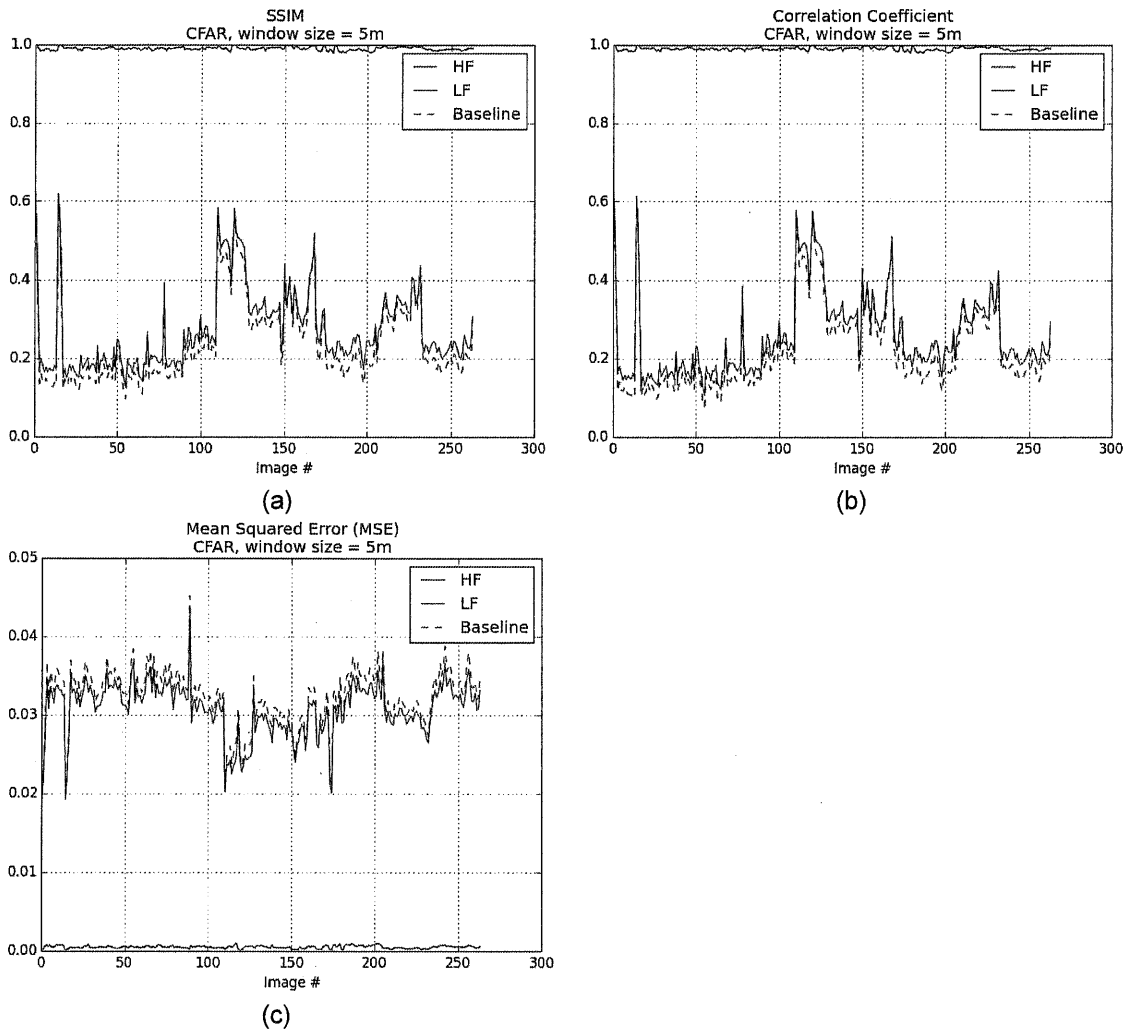 SSIM
CFAR, window size = 5m
1.0
0.8
0.6
0.4
0.2
0.0
HF
LF
Baseline
0 50 100 150 200 250 300
Image #
(a)
Correlation Coefficient
CFAR, window size = 5m
1.0
0.8
0.6
0.4
0.2
0.0
HF
LF
Baseline
0 50 100 150 200 250 300
Image #
(b)
Mean Squared Error (MSE)
CFAR, window size = 5m
0.05
0.04
0.03
0.02
0.01
0.00
HF
LF
Baseline
0 50 100 150 200 250 300
Image #
(c)